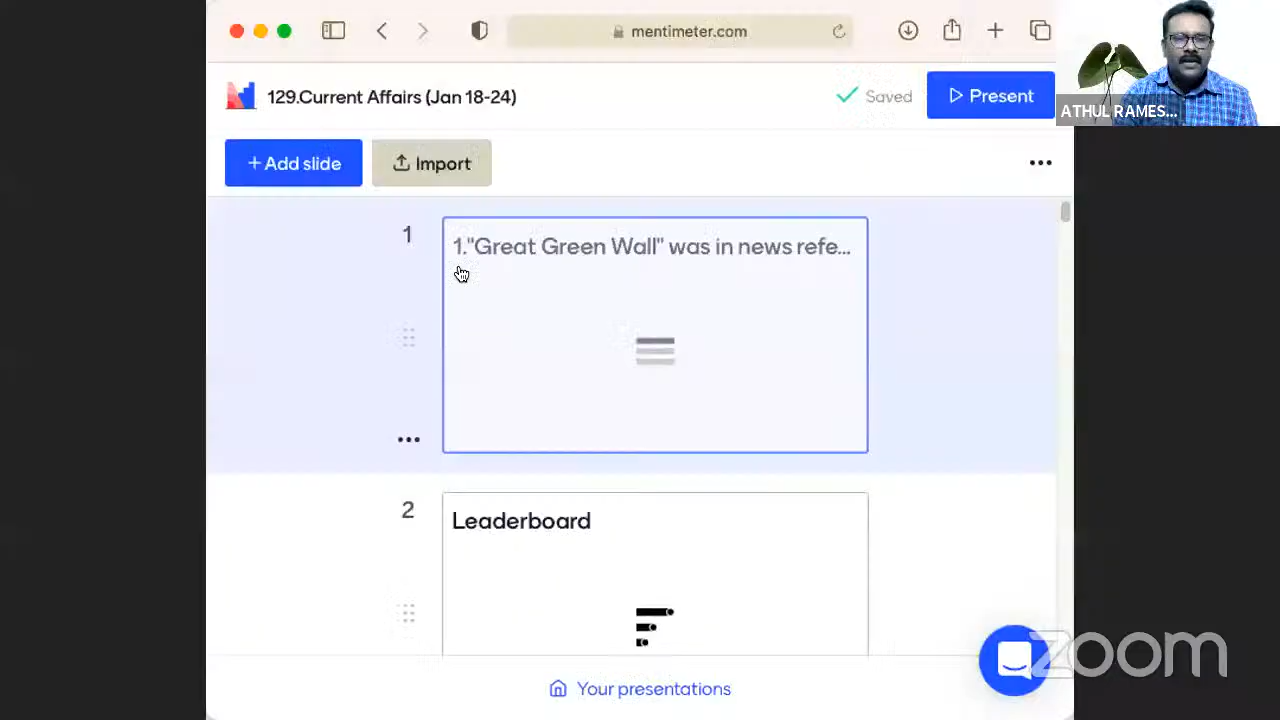 mentimeter.com
129.Current Affairs (Jan 18-24)
Saved
Present
ATHUL RAMES...
+ Add slide
Import
1
1."Great Green Wall" was in news refe...
2
Leaderboard
Your presentations
zoom